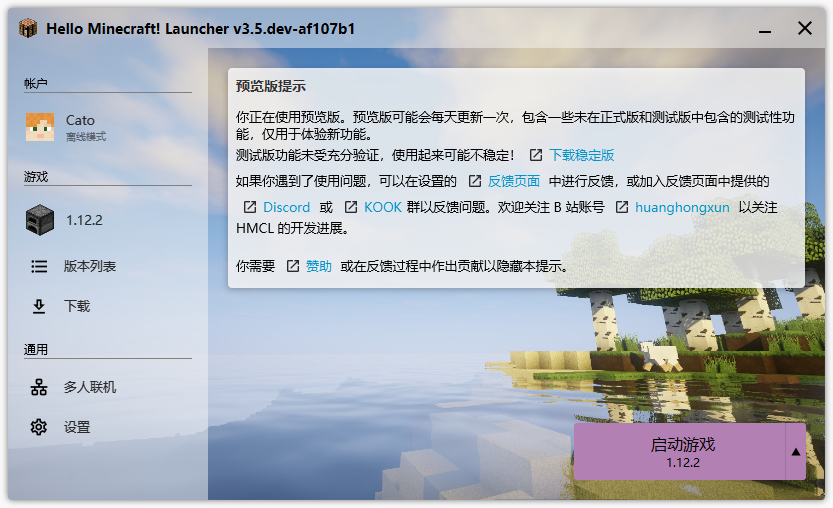 Hello Minecraft! Launcher v3.5.dev-af107b1
帐户
Cato
离线模式
游戏
1.12.2
版本列表
下载
通用
多人联机
设置
预览版提示
你正在使用预览版。预览版可能会每天更新一次，包含一些未在正式版和测试版中包含的测试性功
能，仅用于体验新功能。
测试版功能未受充分验证，使用起来可能不稳定！ 下载稳定版
如果你遇到了使用问题，可以在设置的 反馈页面 中进行反馈，或加入反馈页面中提供的
Discord 或 KOOK 群以反馈问题。欢迎关注 B 站账号 huanghongxun 以关注
HMCL 的开发进展。
你需要 赞助 或在反馈过程中作出贡献以隐藏本提示。
启动游戏
1.12.2